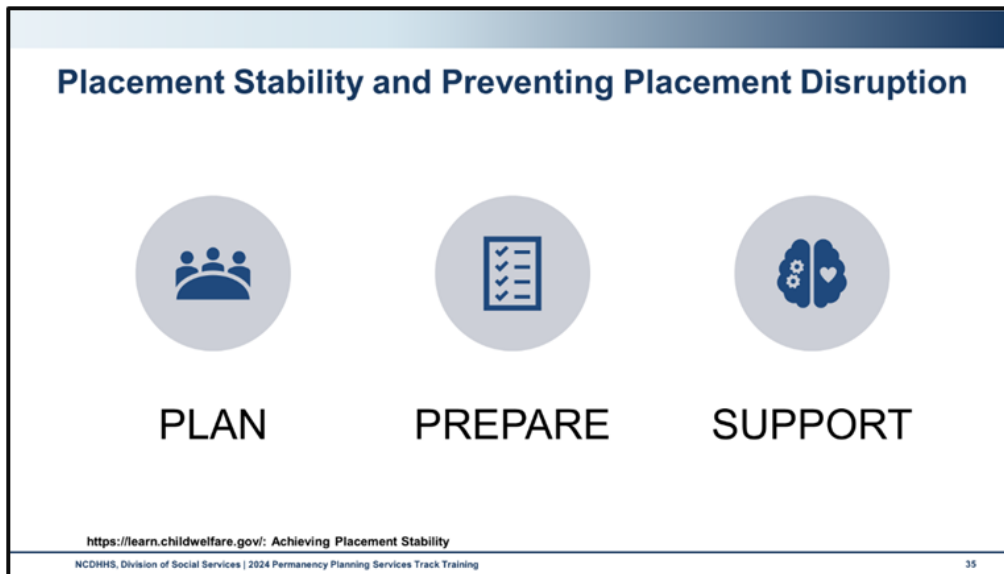 Placement Stability and Preventing Placement Disruption
PLAN
PREPARE
SUPPORT
https://learn.childwelfare.gov/: Achieving Placement Stability
NCDHHS, Division of Social Services | 2024 Permanency Planning Services Track Training
35